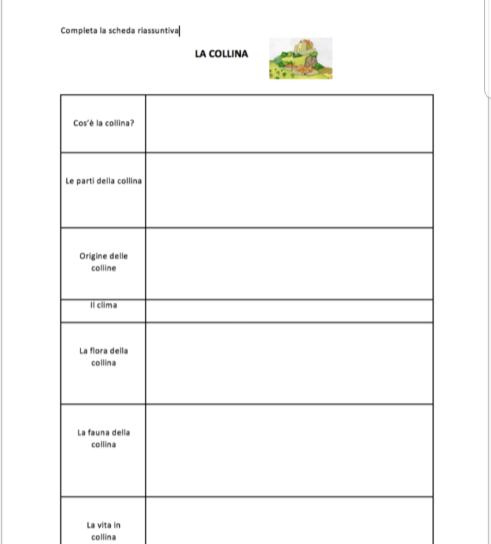 Completa la scheda riassuntiva
LA COLLINA
Cos'è la collina?
Le parti della collina
Origine delle
colline
Il clima
La flora della
collina
La fauna della
collina
La vita in
collina